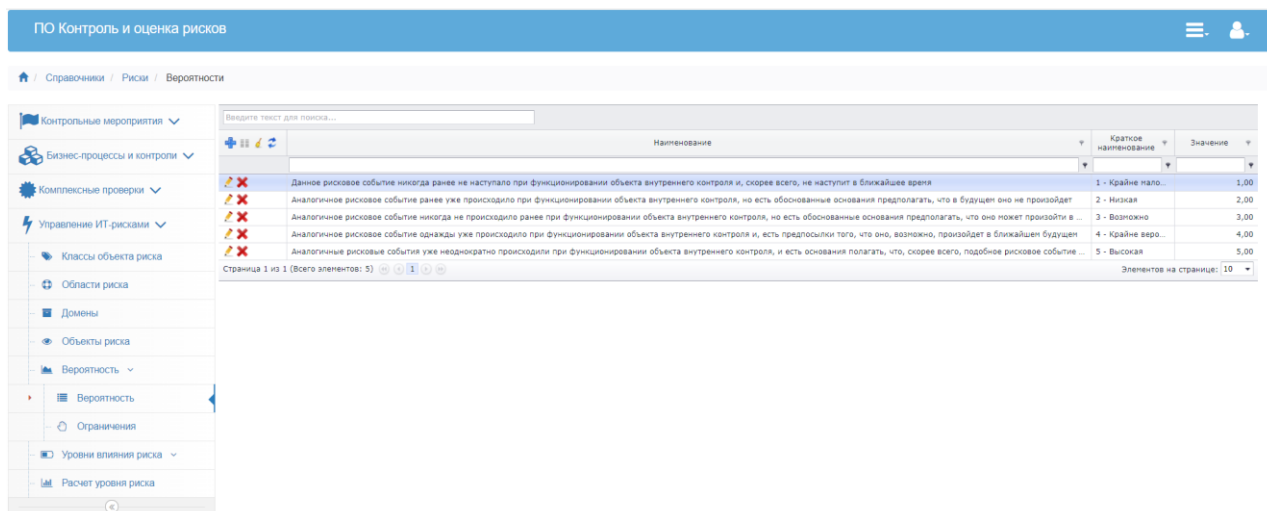 ПО Контроль и оценка рисков
/ Справочники / Риски / Вероятности
Контрольные мероприятия
Бизнес-процессы и контроли
Комплексные проверки
Управление ИТ-рисками
Классы объекта риска
Области риска
Домены
Объекты риска
Вероятность
Вероятность
Ограничения
Уровни влияния риска
Расчет уровня риска
Введите текст для поиска...
Наименование Краткое наименование Значение
Данное рисковое событие никогда ранее не наступало при функционировании объекта внутреннего контроля и, скорее всего, не наступит в ближайшее время 1 - Крайне мало... 1,00
Аналогичное рисковое событие ранее уже происходило при функционировании объекта внутреннего контроля, но есть обоснованные основания предполагать, что в будущем оно не произойдет 2 - Низкая 2,00
Аналогичное рисковое событие никогда не происходило ранее при функционировании объекта внутреннего контроля, но есть обоснованные основания предполагать, что оно может произойти в ... 3 - Возможно 3,00
Аналогичное рисковое событие однажды уже происходило при функционировании объекта внутреннего контроля и, есть предпосылки того, что оно, возможно, произойдет в ближайшем будущем 4 - Крайне веро... 4,00
Аналогичные рисковые события уже неоднократно происходили при функционировании объекта внутреннего контроля, и есть основания полагать, что, скорее всего, подобное рисковое событие ... 5 - Высокая 5,00
Страница 1 из 1 (Всего элементов: 5) 1 Элементов на странице: 10